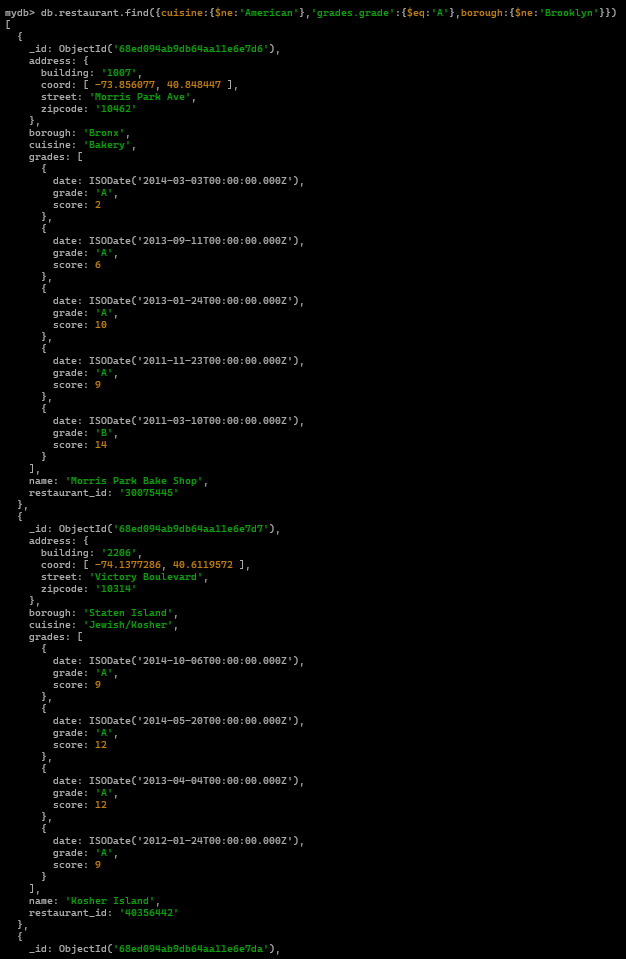 mydb> db.restaurant.find({cuisine:{$ne:'American'},'grades.grade':{$eq:'A'},borough:{$ne:'Brooklyn'}})
[
  {
    _id: ObjectId('68ed094ab9db64aa11e6e7d6'),
    address: {
      building: '1007',
      coord: [ -73.856077, 40.848447 ],
      street: 'Morris Park Ave',
      zipcode: '10462'
    },
    borough: 'Bronx',
    cuisine: 'Bakery',
    grades: [
      {
        date: ISODate('2014-03-03T00:00:00.000Z'),
        grade: 'A',
        score: 2
      },
      {
        date: ISODate('2013-09-11T00:00:00.000Z'),
        grade: 'A',
        score: 6
      },
      {
        date: ISODate('2013-01-24T00:00:00.000Z'),
        grade: 'A',
        score: 10
      },
      {
        date: ISODate('2011-11-23T00:00:00.000Z'),
        grade: 'A',
        score: 9
      },
      {
        date: ISODate('2011-03-10T00:00:00.000Z'),
        grade: 'B',
        score: 14
      }
    ],
    name: 'Morris Park Bake Shop',
    restaurant_id: '30075445'
  },
  {
    _id: ObjectId('68ed094ab9db64aa11e6e7d7'),
    address: {
      building: '2206',
      coord: [ -74.1377286, 40.6119572 ],
      street: 'Victory Boulevard',
      zipcode: '10314'
    },
    borough: 'Staten Island',
    cuisine: 'Jewish/Kosher',
    grades: [
      {
        date: ISODate('2014-10-06T00:00:00.000Z'),
        grade: 'A',
        score: 9
      },
      {
        date: ISODate('2014-05-20T00:00:00.000Z'),
        grade: 'A',
        score: 12
      },
      {
        date: ISODate('2013-04-04T00:00:00.000Z'),
        grade: 'A',
        score: 12
      },
      {
        date: ISODate('2012-01-24T00:00:00.000Z'),
        grade: 'A',
        score: 9
      }
    ],
    name: 'Kosher Island',
    restaurant_id: '40356442'
  },
  {
    _id: ObjectId('68ed094ab9db64aa11e6e7da'),